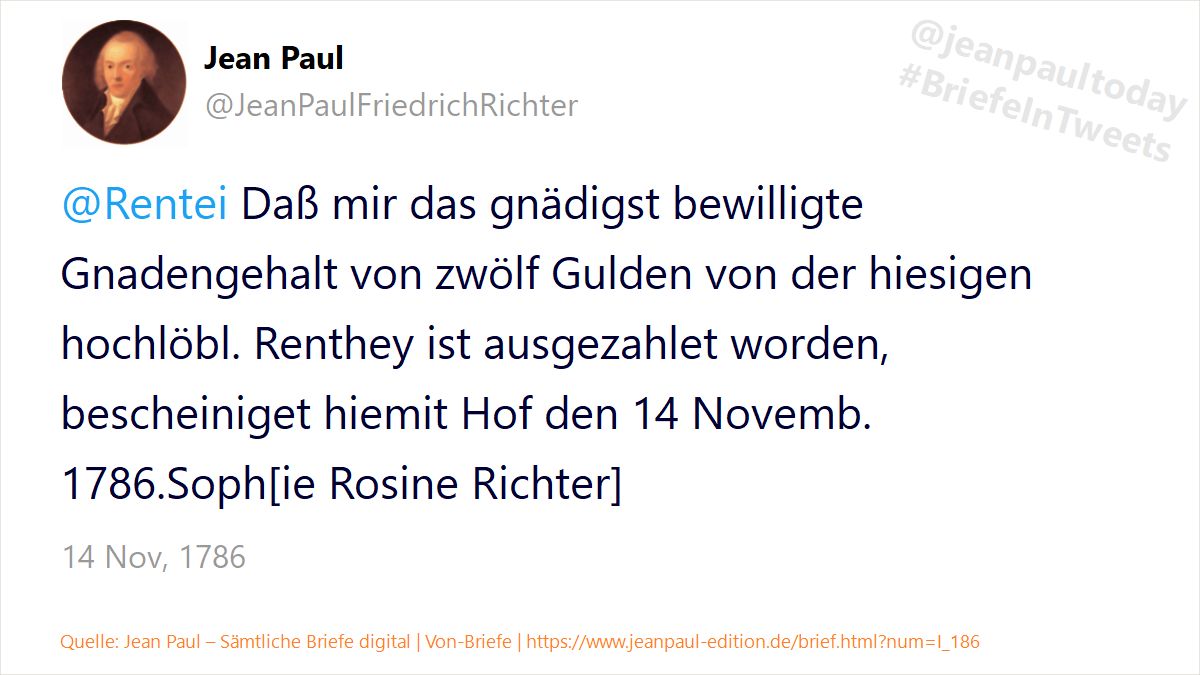 Jean Paul
@JeanPaulFriedrichRichter
@jeanpaultoday
#BriefeInTweets
@Rentei Daß mir das gnädigst bewilligte
Gnadengehalt von zwölf Gulden von der hiesigen
hochlöbl. Renthey ist ausgezahlet worden,
bescheiniget hiemit Hof den 14 Novemb.
1786.Soph[ie Rosine Richter]
14 Nov, 1786
Quelle: Jean Paul – Sämtliche Briefe digital | Von-Briefe | https://www.jeanpaul-edition.de/brief.html?num=I_186